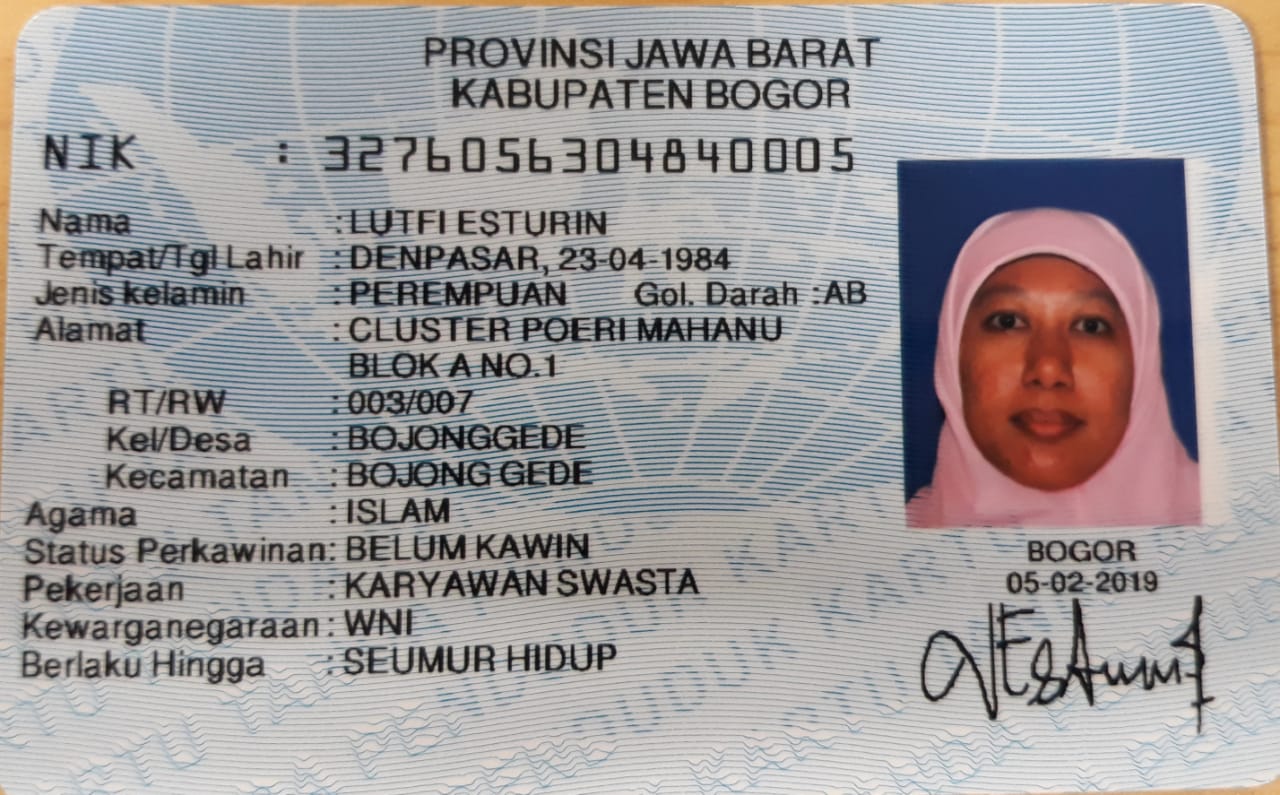 PROVINSI JAWA BARAT
KABUPATEN BOGOR
NIK : 3276056304840005
Nama : LUTFI ESTURIN
Tempat/Tgl Lahir : DENPASAR, 23-04-1984
Jenis kelamin : PEREMPUAN Gol. Darah : AB
Alamat : CLUSTER POERI MAHANU
BLOK A NO.1
RT/RW : 003/007
Kel/Desa : BOJONGGEDE
Kecamatan : BOJONG GEDE
Agama : ISLAM
Status Perkawinan: BELUM KAWIN
Pekerjaan : KARYAWAN SWASTA
Kewarganegaraan : WNI
Berlaku Hingga : SEUMUR HIDUP
BOGOR
05-02-2019